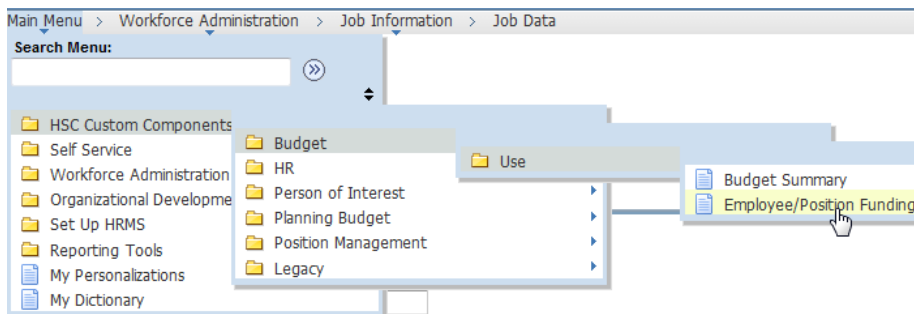 Main Menu > Workforce Administration > Job Information > Job Data
Search Menu:
HSC Custom Components
Self Service
Workforce Administration
Organizational Developme
Set Up HRMS
Reporting Tools
My Personalizations
My Dictionary
Budget
HR
Person of Interest
Planning Budget
Position Management
Legacy
Use
Budget Summary
Employee/Position Funding